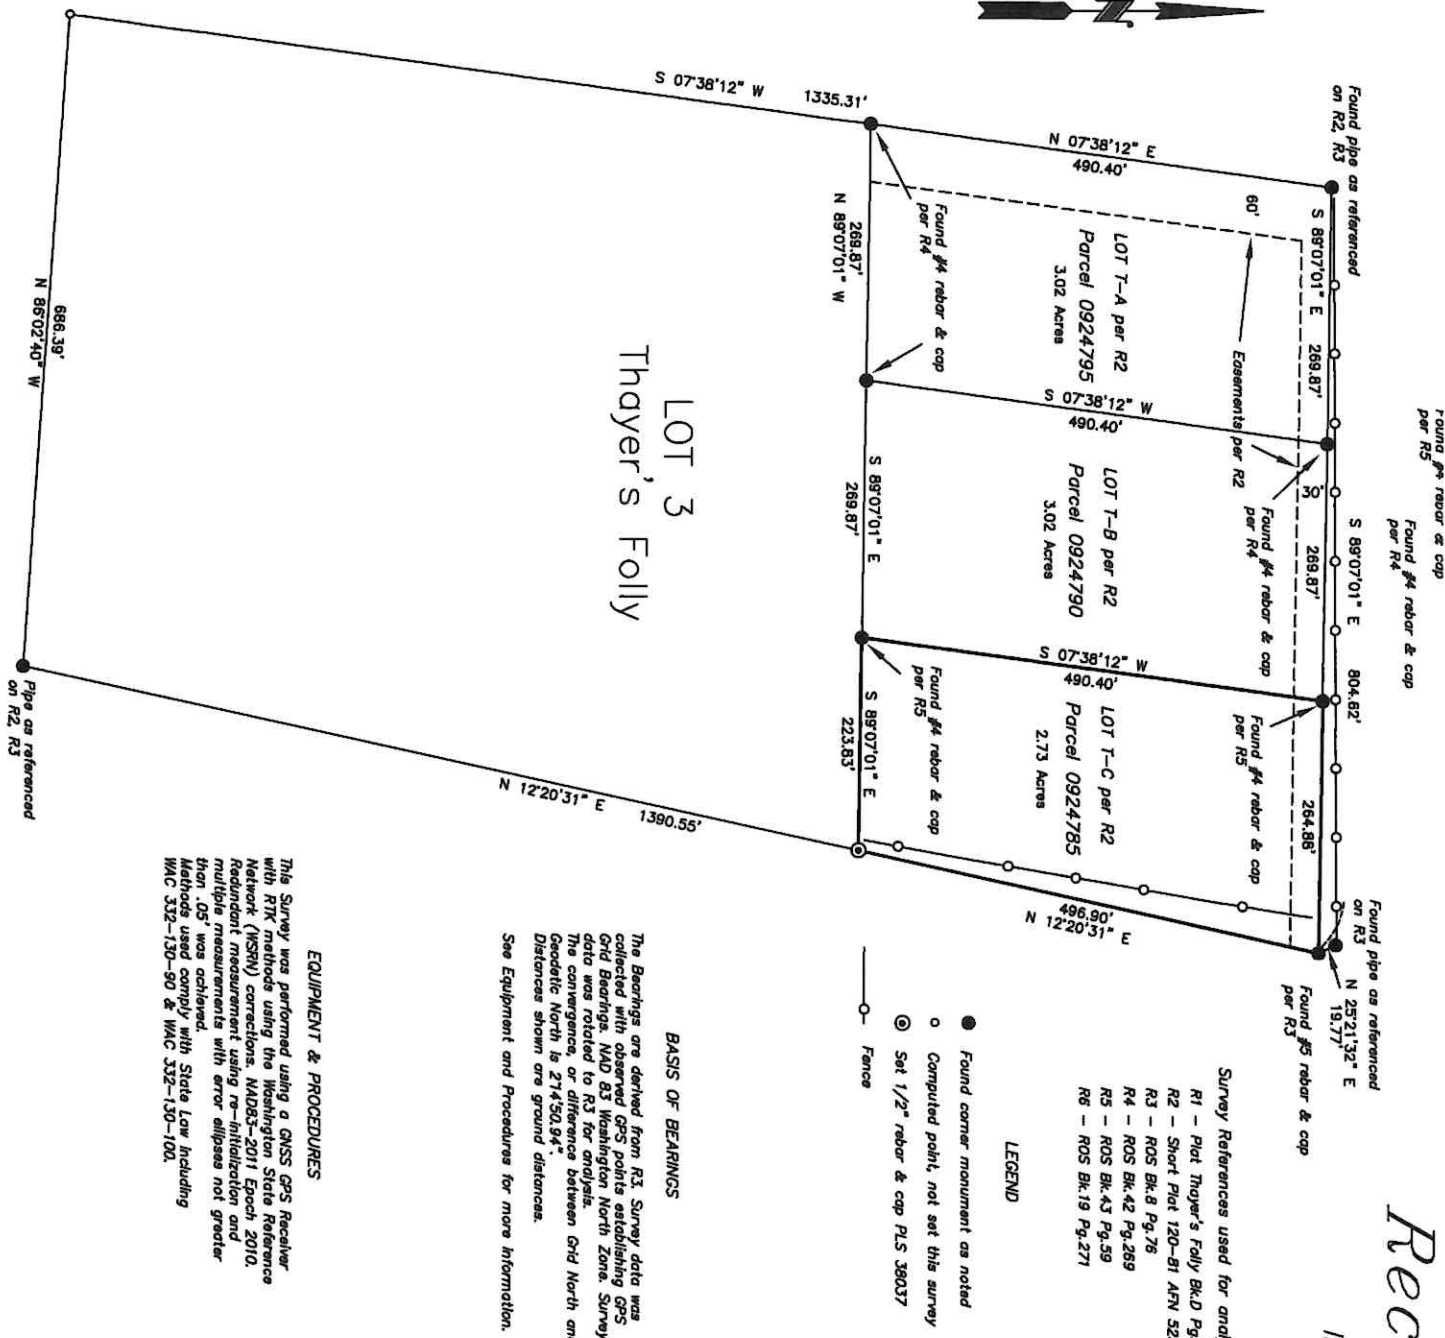 Rec
Found #4 rebar & cap
per R5
Found #4 rebar & cap
per R4
Found pipe as referenced
on R2, R3
S 89°07'01" E
804.62'
Found pipe as referenced
on R3
N 25°21'32" E
19.77'
Found #5 rebar & cap
per R3
S 89°07'01" E
269.87'
269.87'
264.88'
30'
60'
Easements per R2
Found #4 rebar & cap
per R4
Found #4 rebar & cap
per R5
N 07°38'12" E
490.40'
LOT T-A per R2
Parcel 0924795
3.02 Acres
S 07°38'12" W
490.40'
LOT T-B per R2
Parcel 0924790
3.02 Acres
S 07°38'12" W
490.40'
LOT T-C per R2
Parcel 0924785
2.73 Acres
496.90'
N 12°20'31" E
Found #4 rebar & cap
per R4
Found #4 rebar & cap
per R5
269.87'
N 89°07'01" W
S 89°07'01" E
269.87'
S 89°07'01" E
223.83'
S 07°38'12" W
1335.31'
LOT 3
Thayer's Folly
N 12°20'31" E
1390.55'
686.39'
N 86°02'40" W
Pipe as referenced
on R2, R3
Survey References used for
R1 - Plat Thayer's Folly Bk.D Pg.
R2 - Short Plat 120-81 AFN
R3 - ROS Bk.8 Pg.76
R4 - ROS Bk.42 Pg.269
R5 - ROS Bk.43 Pg.59
R6 - ROS Bk.19 Pg.271
LEGEND
Found corner monument as noted
Computed point, not set this survey
Set 1/2" rebar & cap PLS 38037
Fence
BASIS OF BEARINGS
The Bearings are derived from R3. Survey data was
collected with observed GPS points establishing GPS
Grid Bearings. NAD 83 Washington North Zone. Survey
data was rotated to R3 for analysis.
The convergence, or difference between Grid North and
Geodetic North is 2°14'50.94".
Distances shown are ground distances.
See Equipment and Procedures for more information.
EQUIPMENT & PROCEDURES
This Survey was performed using a GNSS GPS Receiver
with RTK methods using the Washington State Reference
Network (WSRN) corrections. NAD83-2011 Epoch 2010.
Redundant measurement using re-initialization and
multiple measurements with error ellipses not greater
than .05' was achieved.
Methods used comply with State Law including
WAC 332-130-90 & WAC 332-130-100.